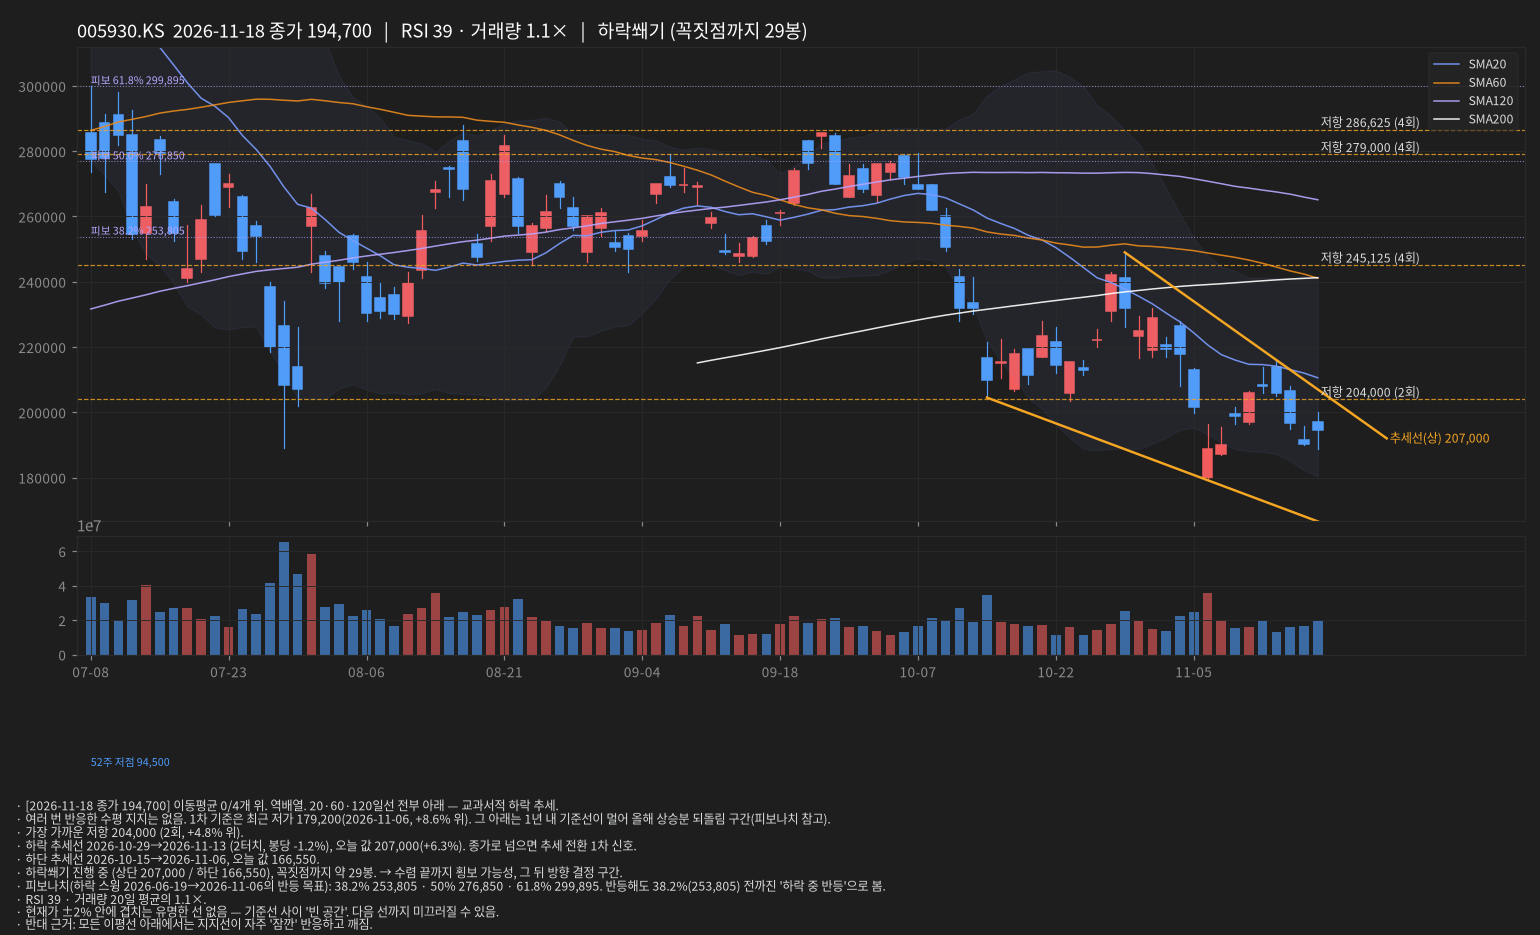 005930.KS 2026-11-18 종가 194,700 | RSI 39 · 거래량 1.1× | 하락쐐기 (꼭짓점까지 29봉)
SMA20
SMA60
SMA120
SMA200
300000
280000
260000
240000
220000
200000
180000
피보 61.8% 299,895
피보 50.0% 276,850
피보 38.2% 253,805
저항 286,625 (4회)
저항 279,000 (4회)
저항 245,125 (4회)
저항 204,000 (2회)
추세선(상) 207,000
1e7
6
4
2
0
07-08
07-23
08-06
08-21
09-04
09-18
10-07
10-22
11-05
52주 저점 94,500
· [2026-11-18 종가 194,700] 이동평균 0/4개 위. 역배열. 20·60·120일선 전부 아래 — 교과서적 하락 추세.
· 여러 번 반응한 수평 지지는 없음. 1차 기준은 최근 저가 179,200(2026-11-06, +8.6% 위). 그 아래는 1년 내 기준선이 멀어 올해 상승분 되돌림 구간(피보나치 참고).
· 가장 가까운 저항 204,000 (2회, +4.8% 위).
· 하락 추세선 2026-10-29→2026-11-13 (2터치, 봉당 -1.2%), 오늘 값 207,000(+6.3%). 종가로 넘으면 추세 전환 1차 신호.
· 하단 추세선 2026-10-15→2026-11-06, 오늘 값 166,550.
· 하락쐐기 진행 중 (상단 207,000 / 하단 166,550), 꼭짓점까지 약 29봉. → 수렴 끝까지 횡보 가능성, 그 뒤 방향 결정 구간.
· 피보나치(하락 스윙 2026-06-19→2026-11-06의 반등 목표): 38.2% 253,805 · 50% 276,850 · 61.8% 299,895. 반등해도 38.2%(253,805) 전까진 '하락 중 반등'으로 봄.
· RSI 39 · 거래량 20일 평균의 1.1×.
· 현재가 ±2% 안에 겹치는 유명한 선 없음 — 기준선 사이 '빈 공간'. 다음 선까지 미끄러질 수 있음.
· 반대 근거: 모든 이평선 아래에서는 지지선이 자주 '잠깐' 반응하고 깨짐.